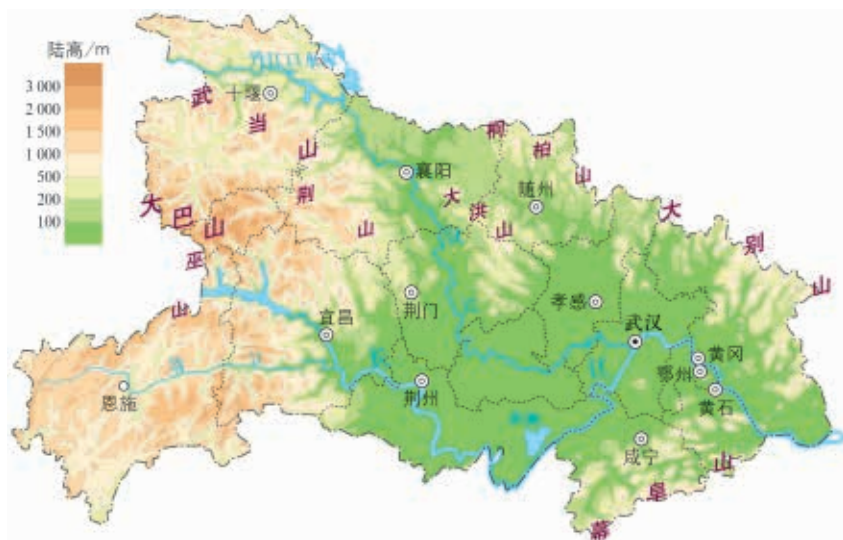 陆高/m
3 000
2 000
1 500
1 000
500
200
100
武当山
十堰
荆山
襄阳
桐柏山
随州
大洪山
大别山
大巴山
巫山
宜昌
荆门
孝感
武汉
黄冈
鄂州
黄石
恩施
荆州
咸宁
幕阜山